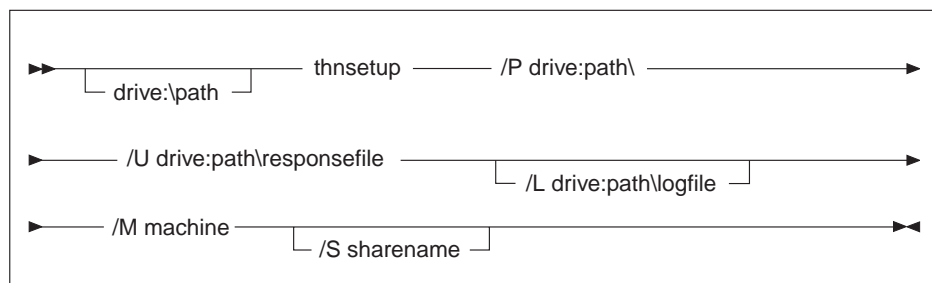 thnsetup /P drive:path\
drive:\path
/U drive:path\responsefile
/L drive:path\logfile
/M machine
/S sharename